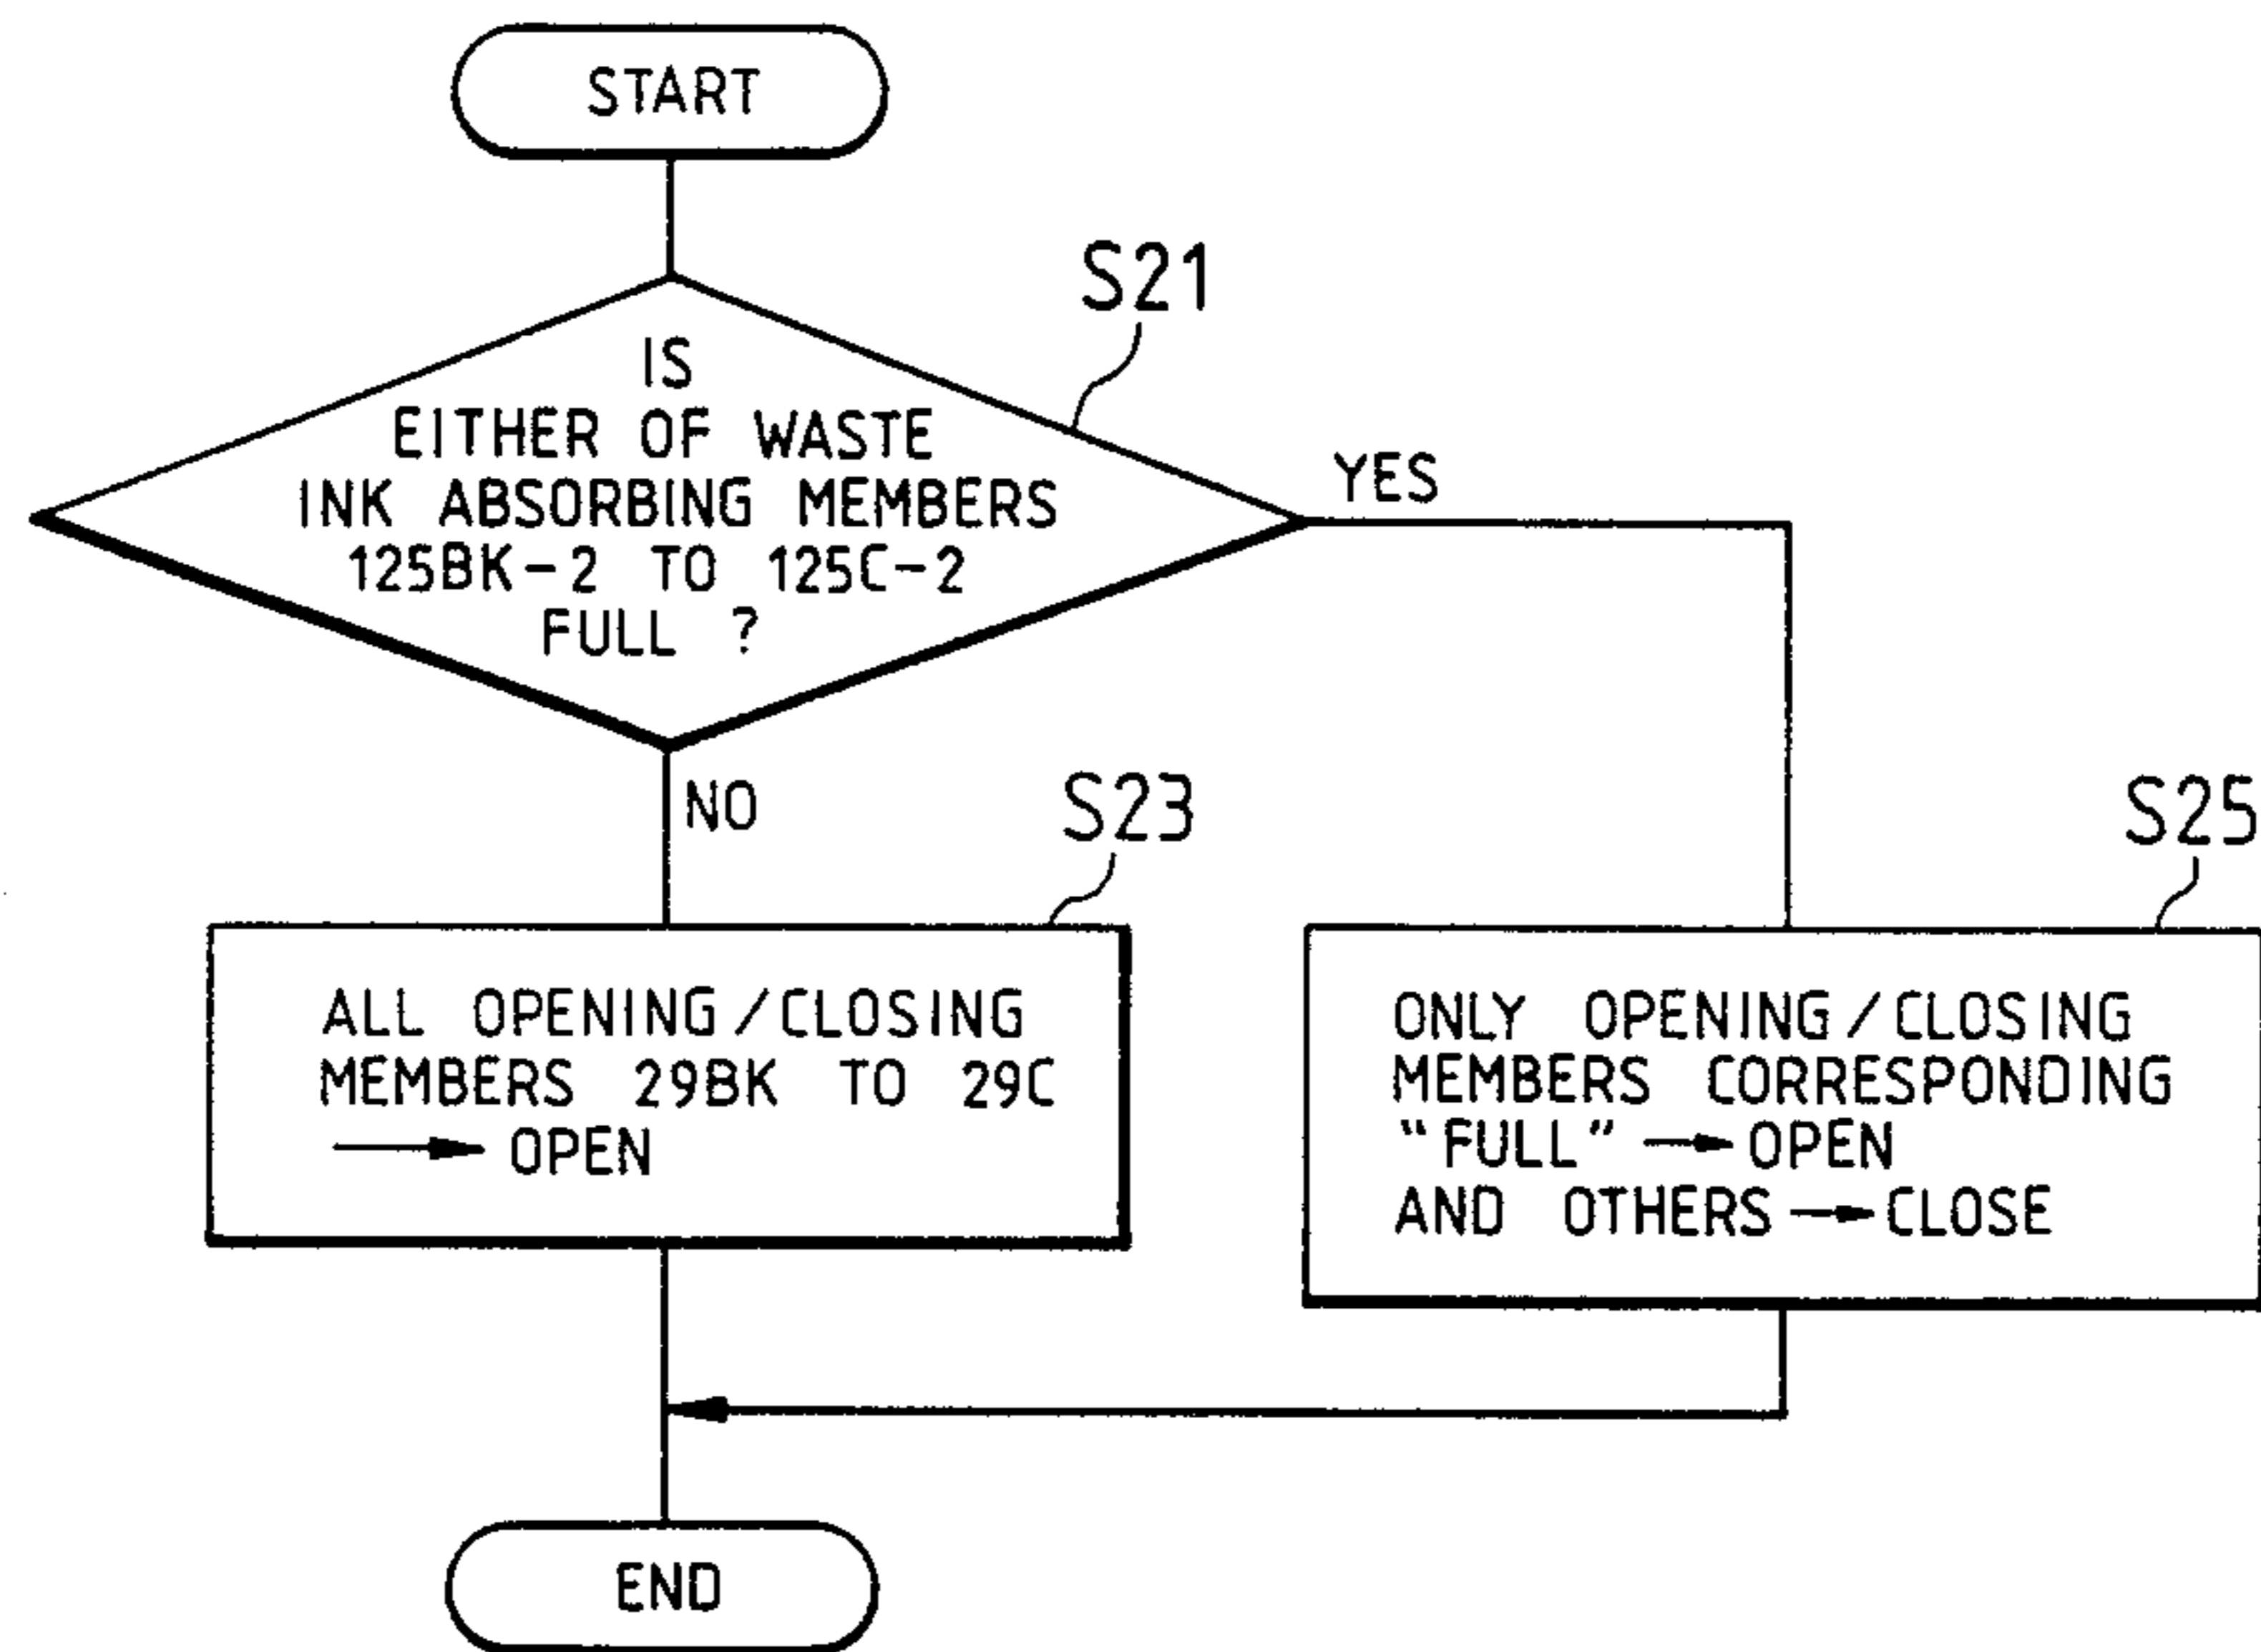 START
S21
IS
EITHER OF WASTE
INK ABSORBING MEMBERS
125BK-2 TO 125C-2
FULL ?
YES
NO
S23
S25
ALL OPENING/CLOSING
MEMBERS 29BK TO 29C
→ OPEN
ONLY OPENING/CLOSING
MEMBERS CORRESPONDING
"FULL" → OPEN
AND OTHERS → CLOSE
END